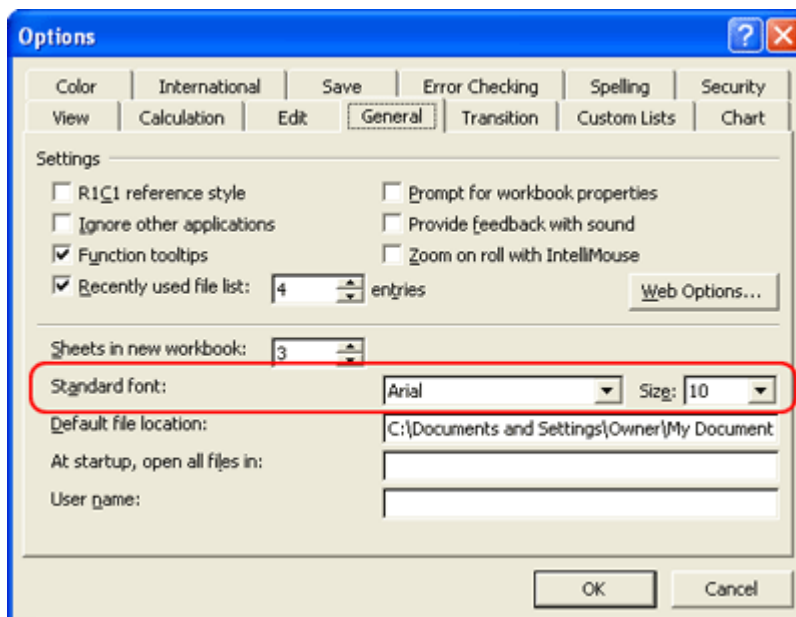 Options
Color International Save Error Checking Spelling Security
View Calculation Edit General Transition Custom Lists Chart
Settings
R1C1 reference style Prompt for workbook properties
Ignore other applications Provide feedback with sound
Function tooltips Zoom on roll with IntelliMouse
Recently used file list: 4 entries Web Options...
Sheets in new workbook: 3
Standard font: Arial Size: 10
Default file location: C:\Documents and Settings\Owner\My Document
At startup, open all files in:
User name:
OK Cancel